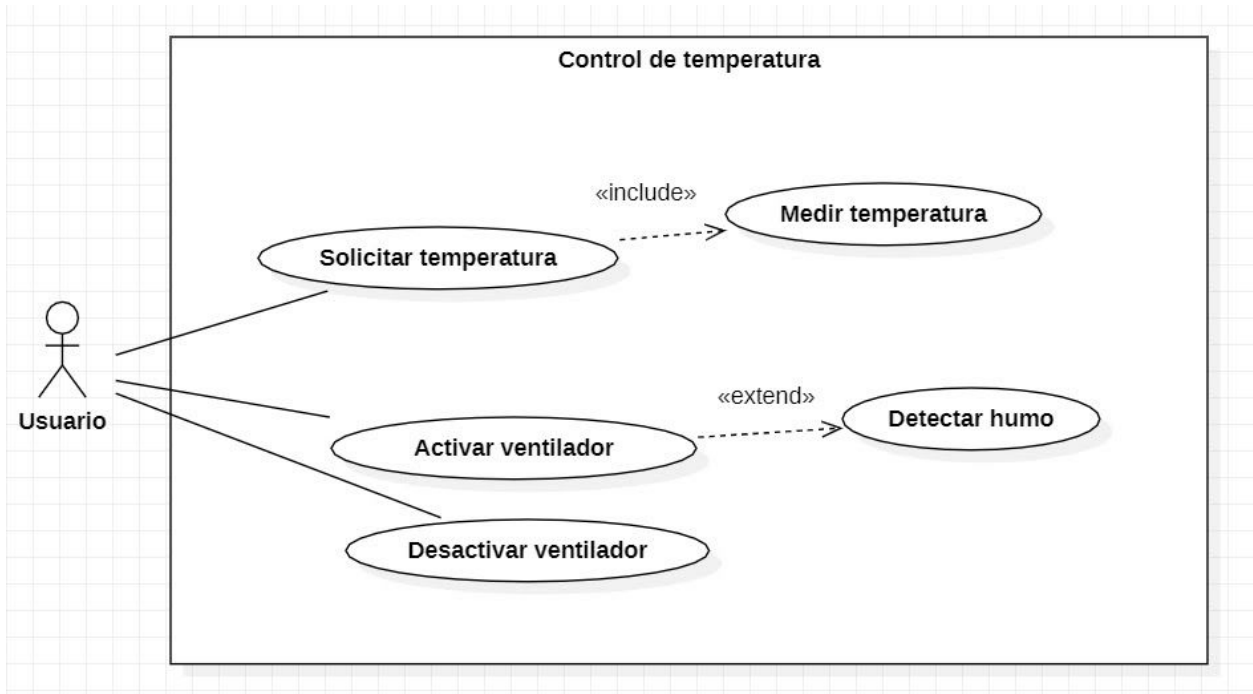 Control de temperatura
«include»
Medir temperatura
Solicitar temperatura
Usuario
«extend»
Detectar humo
Activar ventilador
Desactivar ventilador